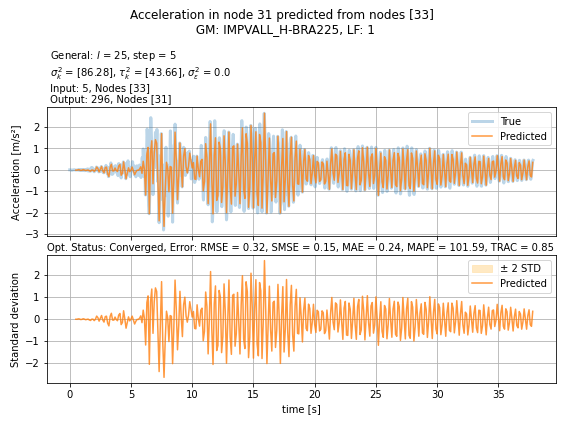 Acceleration in node 31 predicted from nodes [33]
GM: IMPVALL_H-BRA225, LF: 1
General: l = 25, step = 5
σ²ₖ = [86.28], τ²ₖ = [43.66], σ²ε = 0.0
Input: 5, Nodes [33]
Output: 296, Nodes [31]
Acceleration [m/s²]
2
1
0
−1
−2
−3
True
Predicted
Opt. Status: Converged, Error: RMSE = 0.32, SMSE = 0.15, MAE = 0.24, MAPE = 101.59, TRAC = 0.85
Standard deviation
2
1
0
−1
−2
± 2 STD
Predicted
0 5 10 15 20 25 30 35
time [s]